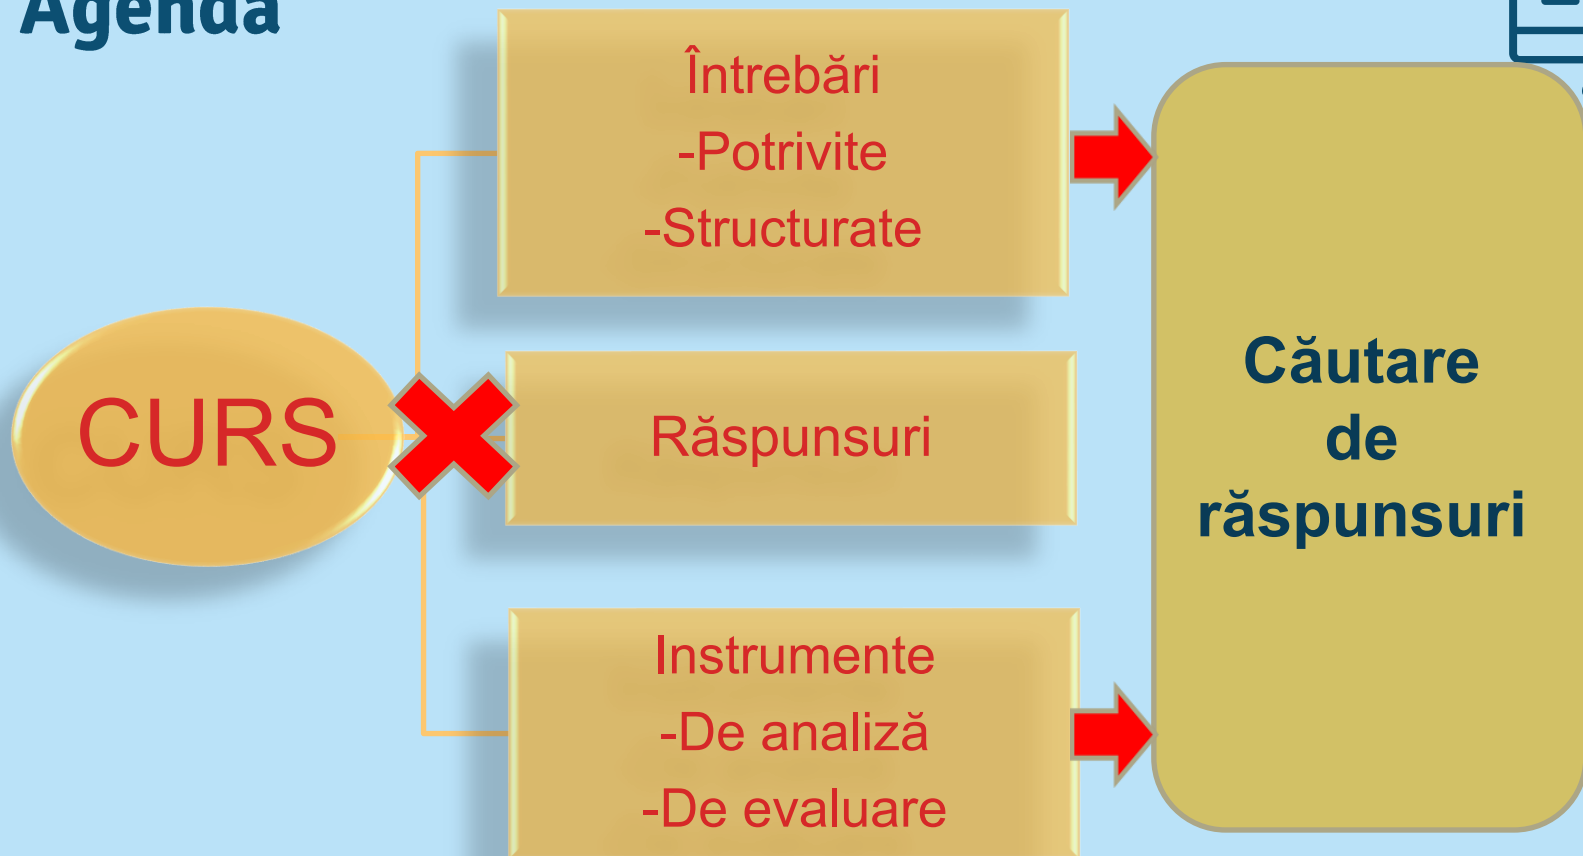 Agenda
Întrebări
-Potrivite
-Structurate
CURS
Răspunsuri
Instrumente
-De analiză
-De evaluare
Căutare
de
răspunsuri